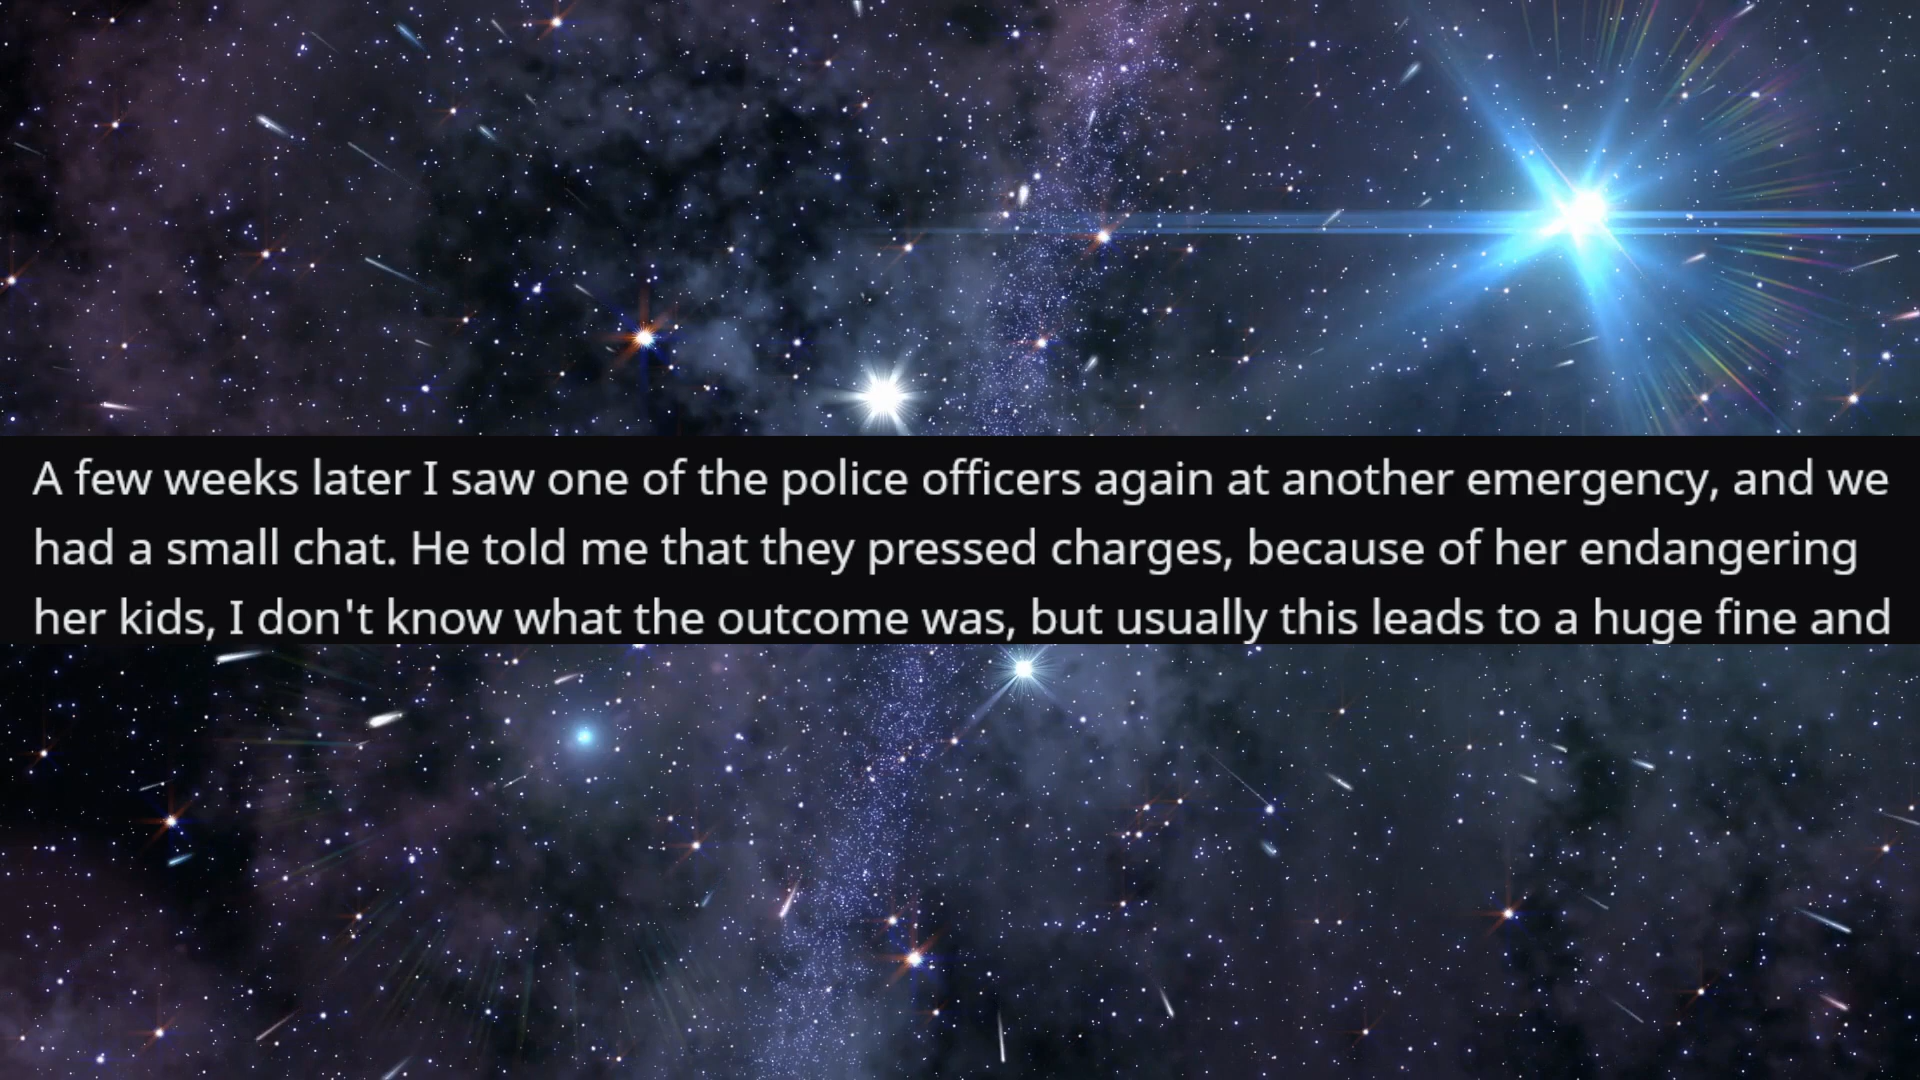 A few weeks later I saw one of the police officers again at another emergency, and we
had a small chat. He told me that they pressed charges, because of her endangering
her kids, I don't know what the outcome was, but usually this leads to a huge fine and